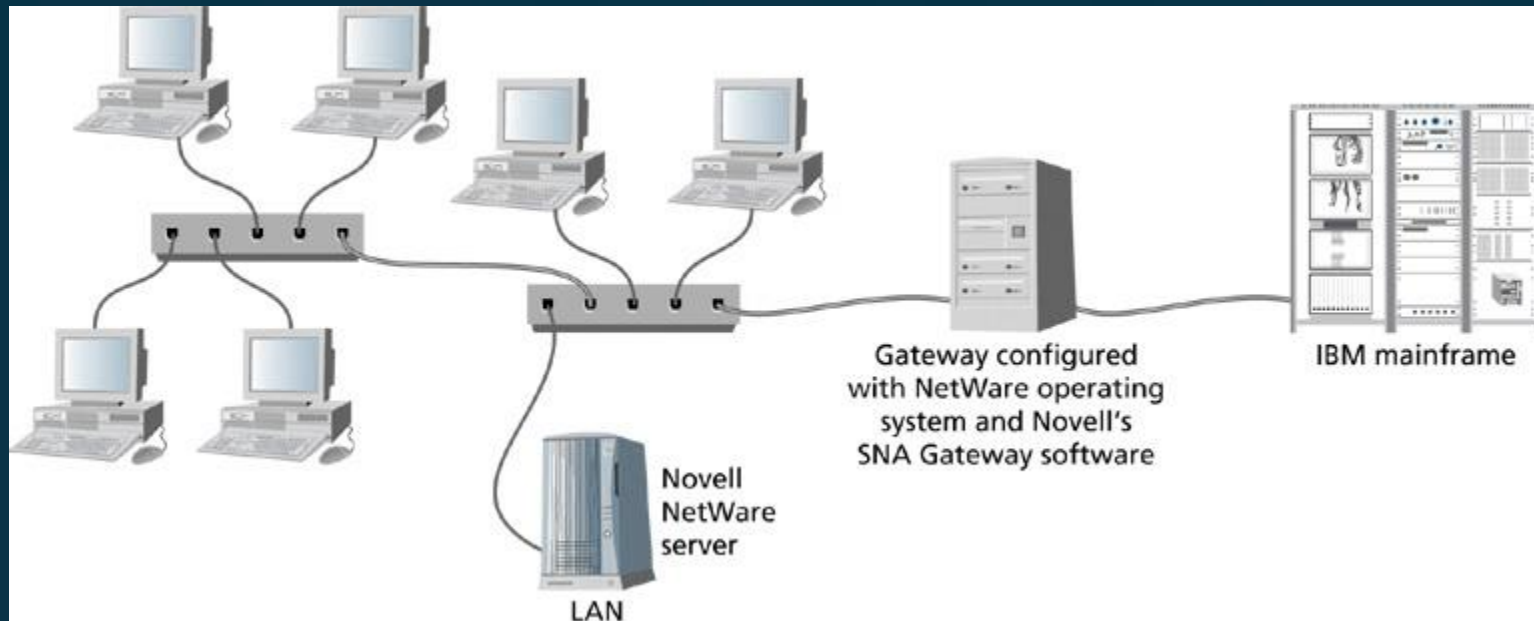 Gateway configured
with NetWare operating
system and Novell's
SNA Gateway software
IBM mainframe
Novell
NetWare
server
LAN